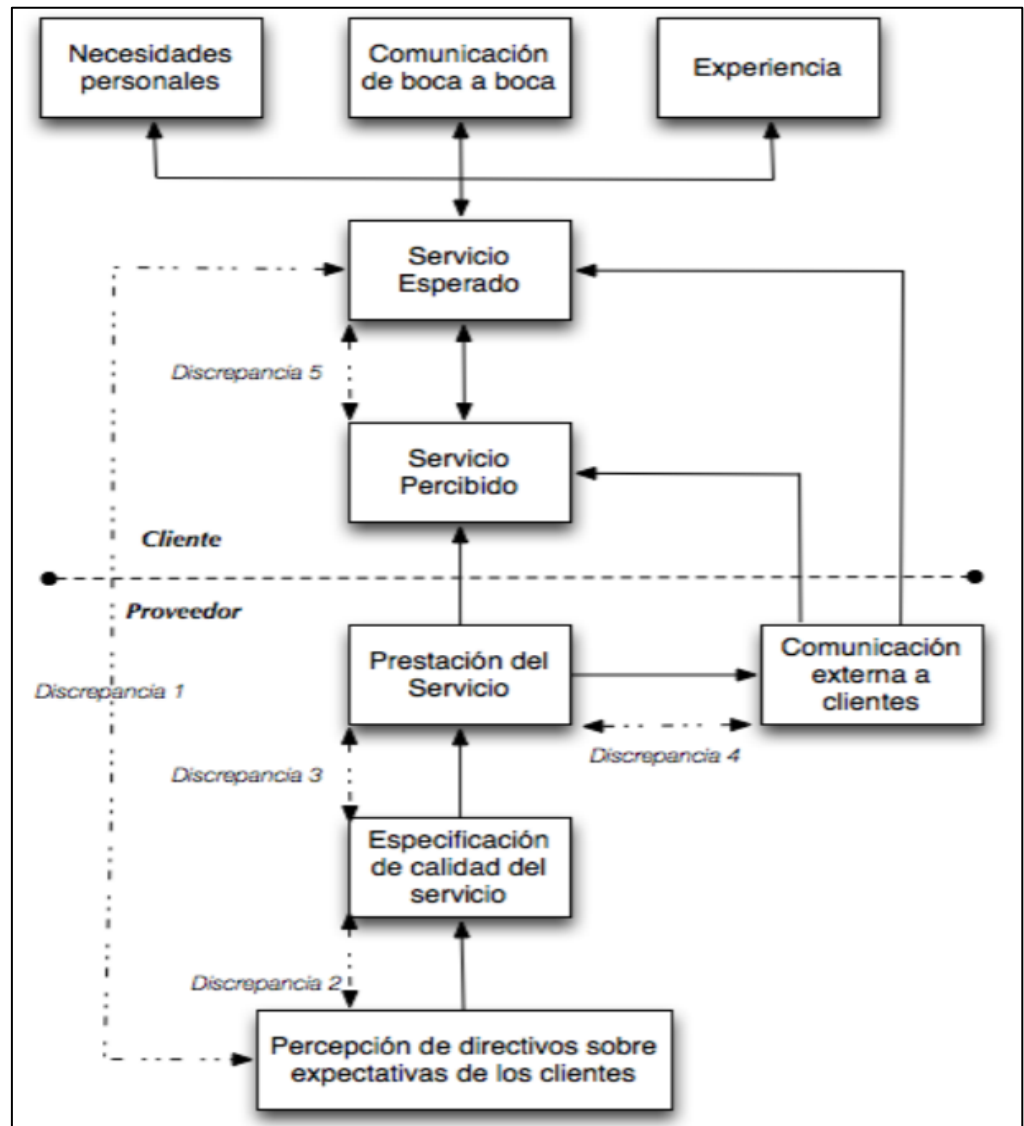 Necesidades
personales
Comunicación
de boca a boca
Experiencia
Servicio
Esperado
Discrepancia 5
Servicio
Percibido
Cliente
Proveedor
Discrepancia 1
Prestación del
Servicio
Comunicación
externa a
clientes
Discrepancia 4
Discrepancia 3
Especificación
de calidad del
servicio
Discrepancia 2
Percepción de directivos sobre
expectativas de los clientes